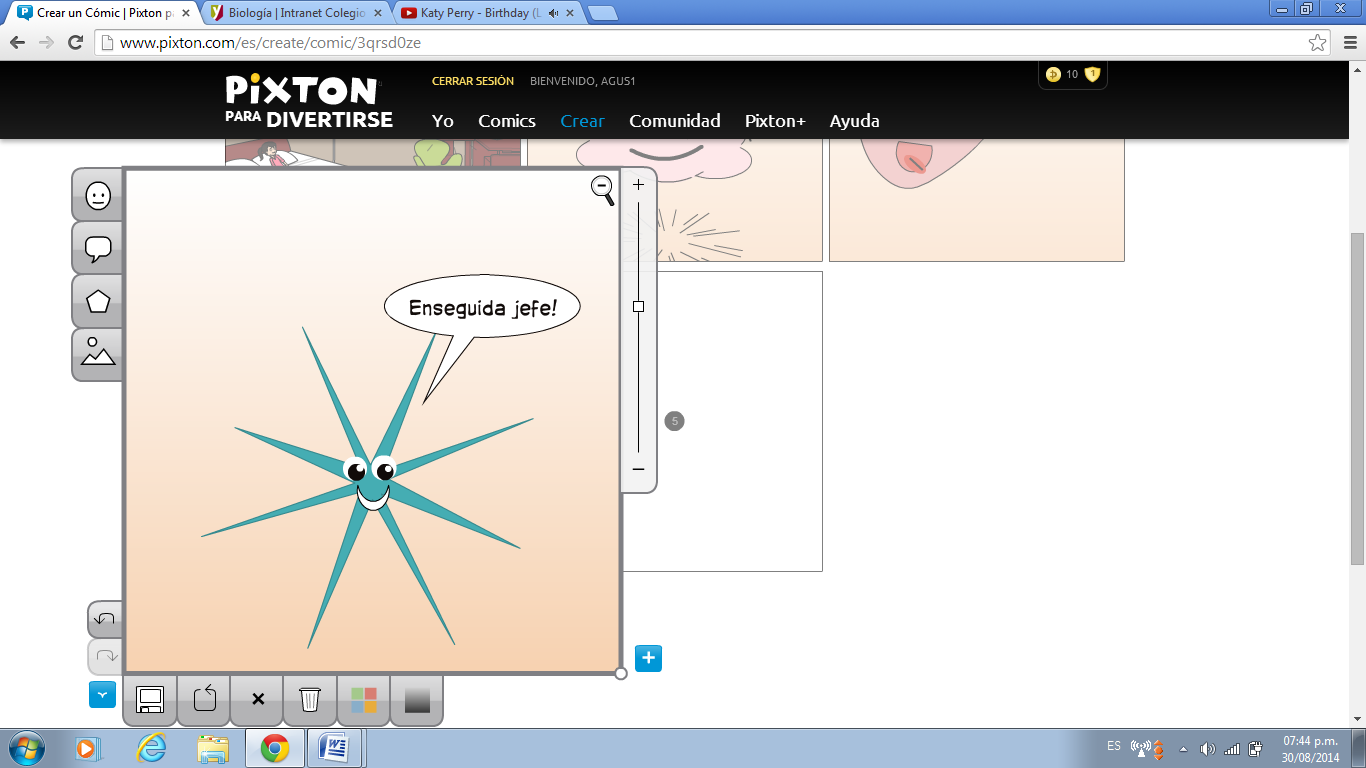 Crear un Cómic | Pixton pa
Biología | Intranet Colegio
Katy Perry - Birthday (L
www.pixton.com/es/create/comic/3qrsd0ze
PiXTON
PARA DIVERTIRSE
CERRAR SESIÓN
BIENVENIDO, AGUS1
10
1
Yo
Comics
Crear
Comunidad
Pixton+
Ayuda
Enseguida jefe!
5
ES
07:44 p.m.
30/08/2014